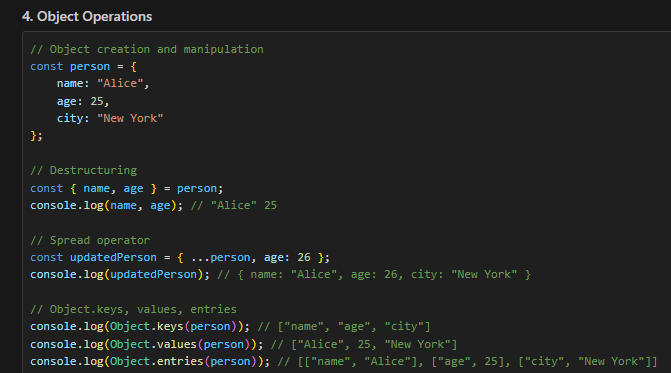 4. Object Operations
// Object creation and manipulation
const person = {
    name: "Alice",
    age: 25,
    city: "New York"
};
// Destructuring
const { name, age } = person;
console.log(name, age); // "Alice" 25
// Spread operator
const updatedPerson = { ...person, age: 26 };
console.log(updatedPerson); // { name: "Alice", age: 26, city: "New York" }
// Object.keys, values, entries
console.log(Object.keys(person)); // ["name", "age", "city"]
console.log(Object.values(person)); // ["Alice", 25, "New York"]
console.log(Object.entries(person)); // [["name", "Alice"], ["age", 25], ["city", "New York"]]